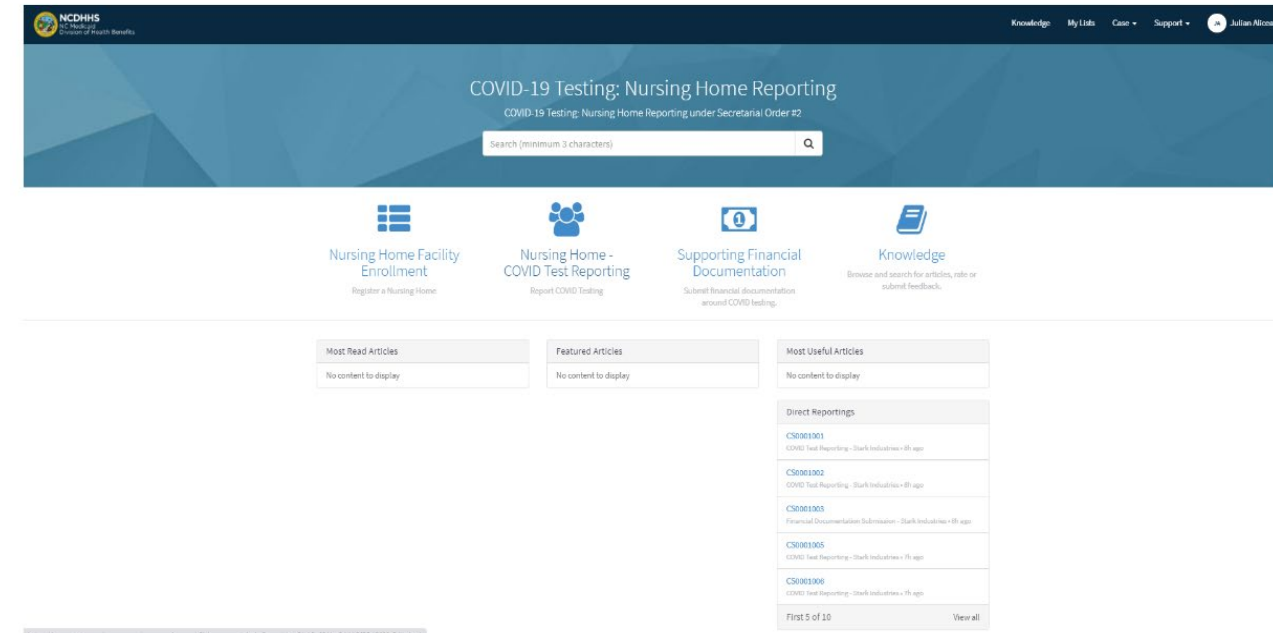 NCDHHS
NC Medicaid
Division of Health Benefits
Knowledge My Lists Case Support JA Julian Alicea
COVID-19 Testing: Nursing Home Reporting
COVID-19 Testing: Nursing Home Reporting under Secretarial Order #2
Search (minimum 3 characters)
Nursing Home Facility
Enrollment
Register a Nursing Home
Nursing Home -
COVID Test Reporting
Report COVID Testing
1
Supporting Financial
Documentation
Submit financial documentation
around COVID testing.
Knowledge
Browse and search for articles, rate or
submit feedback.
Most Read Articles
No content to display
Featured Articles
No content to display
Most Useful Articles
No content to display
Direct Reportings
CS0001001
COVID Test Reporting - Stark Industries • 8h ago
CS0001002
COVID Test Reporting - Stark Industries • 8h ago
CS0001003
Financial Documentation Submission - Stark Industries • 8h ago
CS0001005
COVID Test Reporting - Stark Industries • 7h ago
CS0001006
COVID Test Reporting - Stark Industries • 7h ago
First 5 of 10 View all